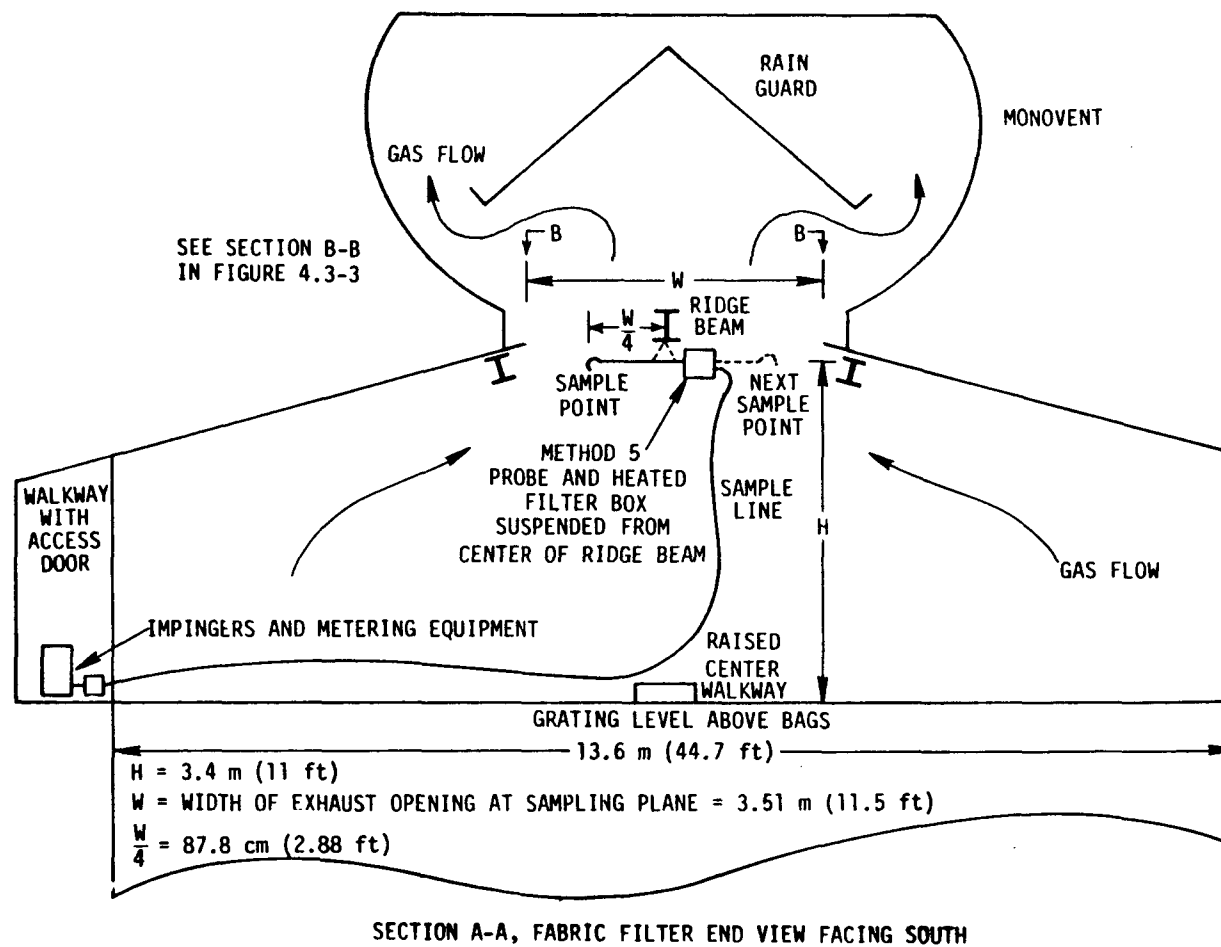 RAIN
GUARD
MONOVENT
GAS FLOW
B
B
SEE SECTION B-B
IN FIGURE 4.3-3
W
W
4
RIDGE
BEAM
SAMPLE
POINT
NEXT
SAMPLE
POINT
METHOD 5
PROBE AND HEATED
FILTER BOX
SUSPENDED FROM
CENTER OF RIDGE BEAM
SAMPLE
LINE
H
WALKWAY
WITH
ACCESS
DOOR
GAS FLOW
IMPINGERS AND METERING EQUIPMENT
RAISED
CENTER
WALKWAY
GRATING LEVEL ABOVE BAGS
13.6 m (44.7 ft)
H = 3.4 m (11 ft)
W = WIDTH OF EXHAUST OPENING AT SAMPLING PLANE = 3.51 m (11.5 ft)
W
4 = 87.8 cm (2.88 ft)
SECTION A-A, FABRIC FILTER END VIEW FACING SOUTH